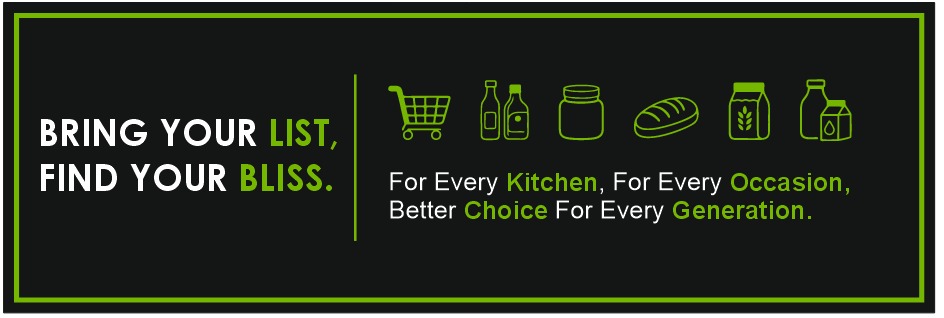 BRING YOUR LIST,
FIND YOUR BLISS.
For Every Kitchen, For Every Occasion,
Better Choice For Every Generation.